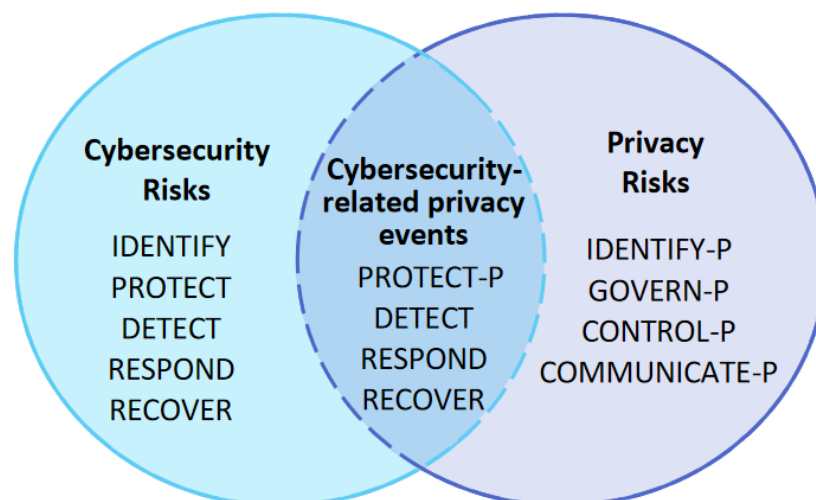 Cybersecurity
Risks
IDENTIFY
PROTECT
DETECT
RESPOND
RECOVER
Cybersecurity-
related privacy
events
PROTECT-P
DETECT
RESPOND
RECOVER
Privacy
Risks
IDENTIFY-P
GOVERN-P
CONTROL-P
COMMUNICATE-P